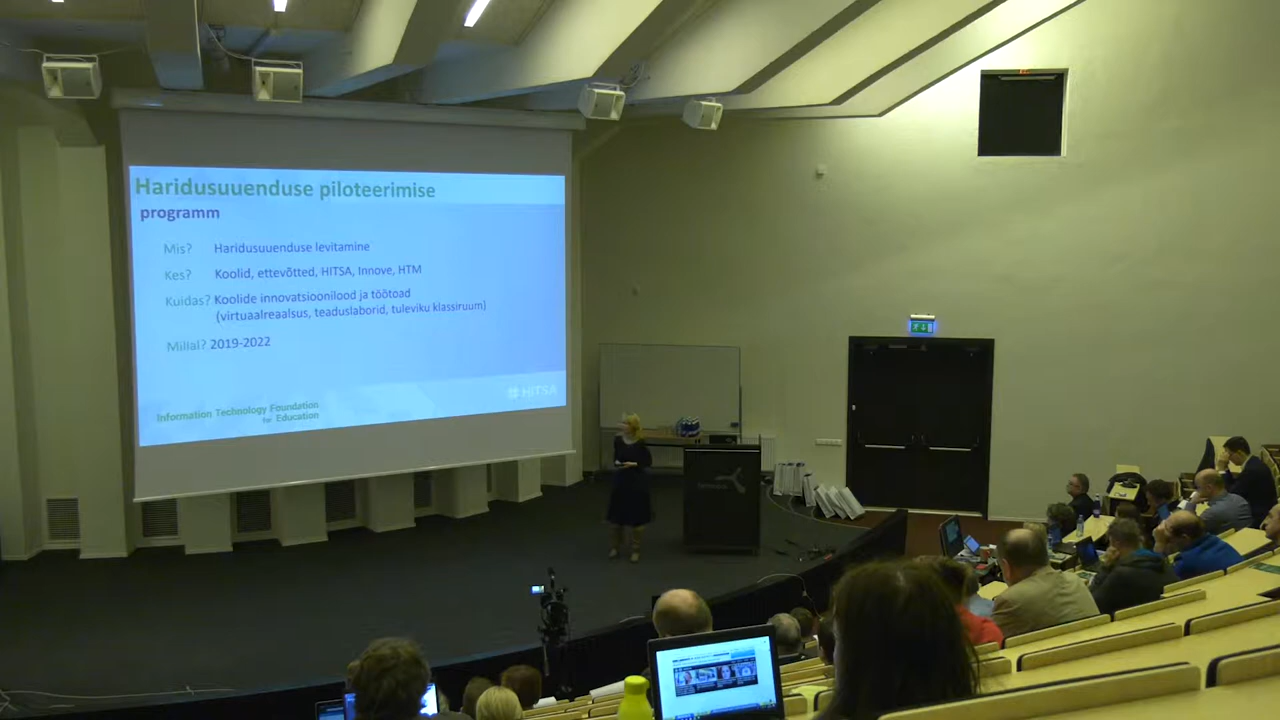 Haridusuuenduse piloteerimise
programm
Mis? Haridusuuenduse levitamine
Kes? Koolid, ettevõtted, HITSA, Innove, HTM
Kuidas? Koolide innovatsioonilood ja töötoad
(virtuaalreaalsus, teaduslaborid, tuleviku klassiruum)
Millal? 2019-2022
HITSA
Information Technology Foundation
for Education